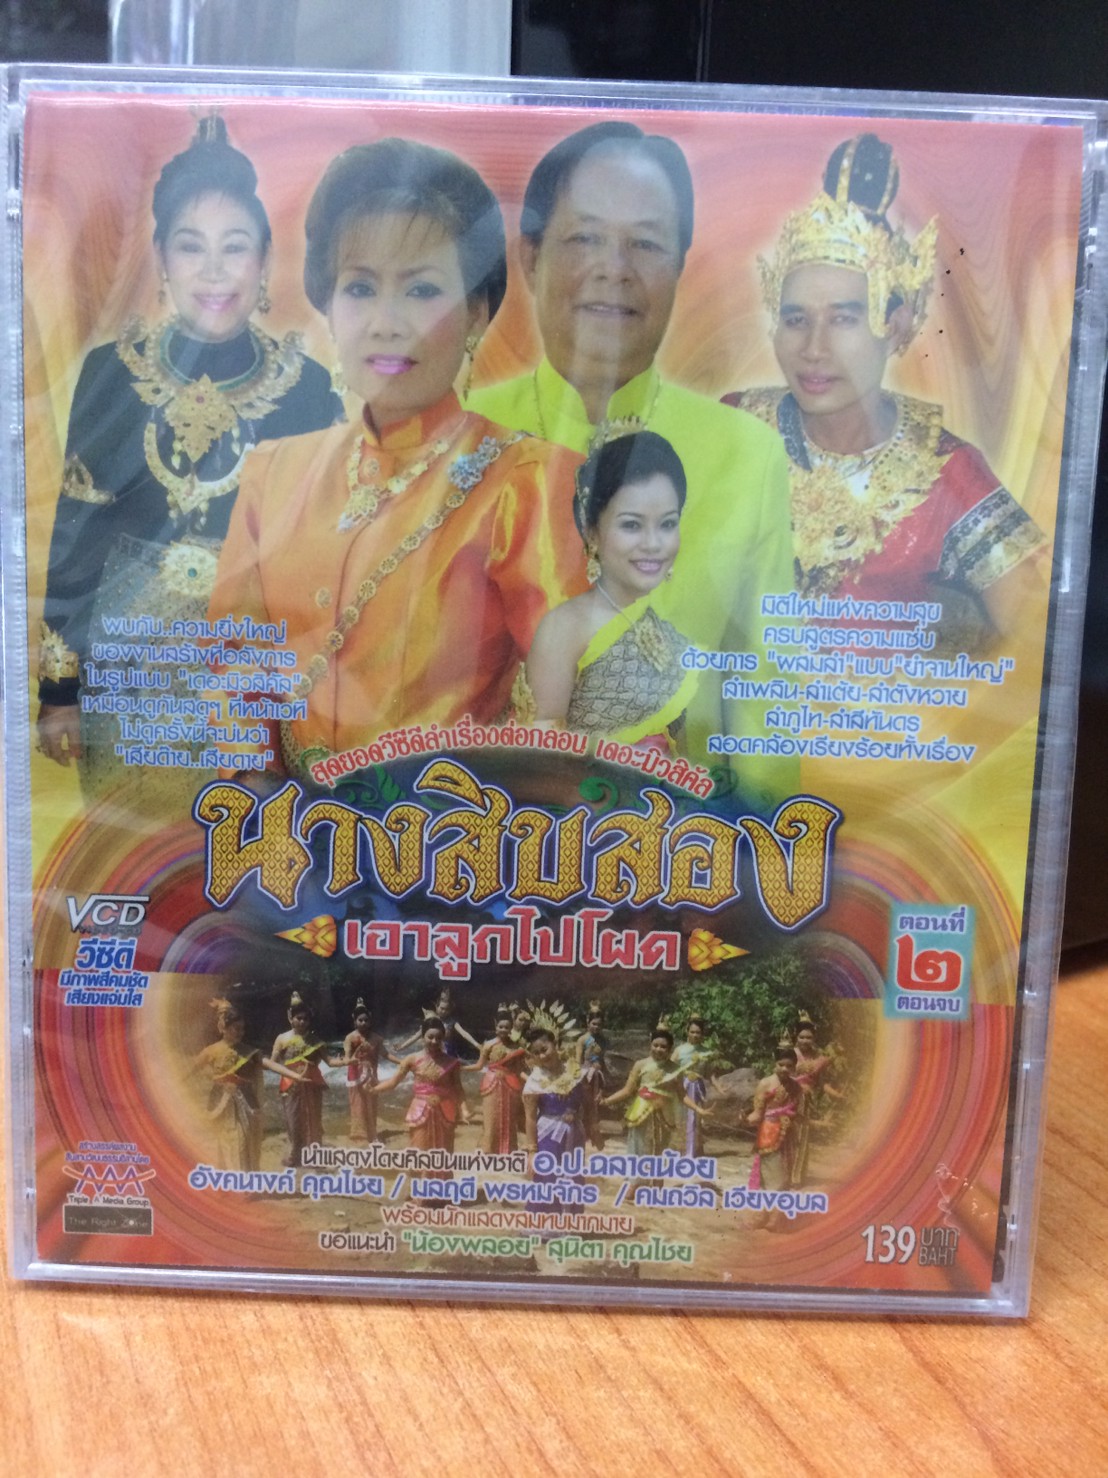 พบกับ..ความยิ่งใหญ่
ของงานสร้างที่อลังการ
ในรูปแบบ "เดอะมิวสิคัล"
เหมือนดูกันสดๆ ที่หน้าเวที
ไม่ดูครั้งนี้จะบ่นว่า
"เสียดาย..เสียดาย"
มิติใหม่แห่งความสุข
ครบสูตรความแซ่บ
ด้วยการ "ผสมลำ"แบบ"ยำจานใหญ่"
ลำเพลิน-ลำเต้ย-ลำตังหวาย
ลำภูไท-ลำสีทันดร
สอดคล้องเรียงร้อยทั้งเรื่อง
สุดยอดวีซีดีลำเรื่องต่อกลอน เดอะมิวสิคัล
นางสิบสอง
เอาลูกไปโผด
VCD
วีซีดี
มีภาพสีคมชัด
เสียงแจ่มใส
ตอนที่
๒
ตอนจบ
นำแสดงโดยศิลปินแห่งชาติ อ.ป.ฉลาดน้อย
อังคนางค์ คุณไชย / มลฤดี พรหมจักร / คมถวิล เวียงอุบล
พร้อมนักแสดงสมทบมากมาย
ขอแนะนำ "น้องพลอย" สุนิตา คุณไชย
AAA
Triple A Media Group
The Right Zone
139 บาท
BAHT